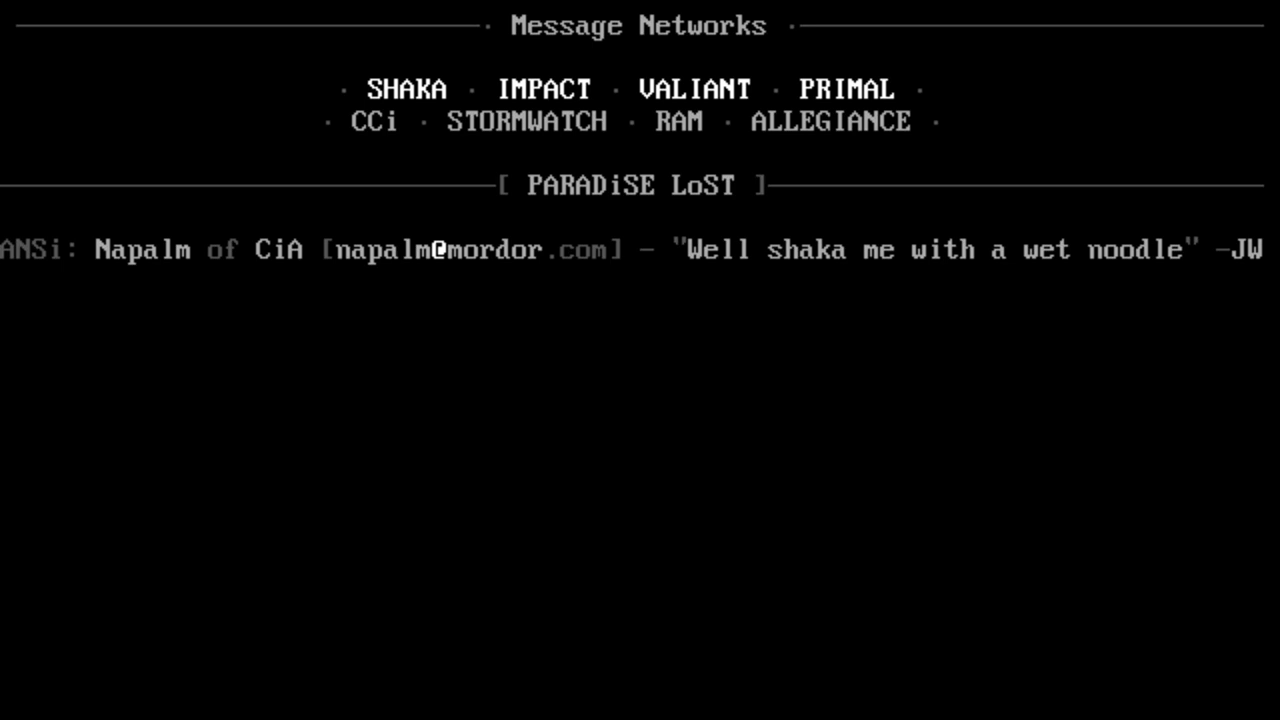 · Message Networks ·
· SHAKA · IMPACT · VALIANT · PRIMAL ·
· CCi · STORMWATCH · RAM · ALLEGIANCE ·
[ PARADiSE LoST ]
ANSi: Napalm of CiA [napalm@mordor.com] - "Well shaka me with a wet noodle" -JW